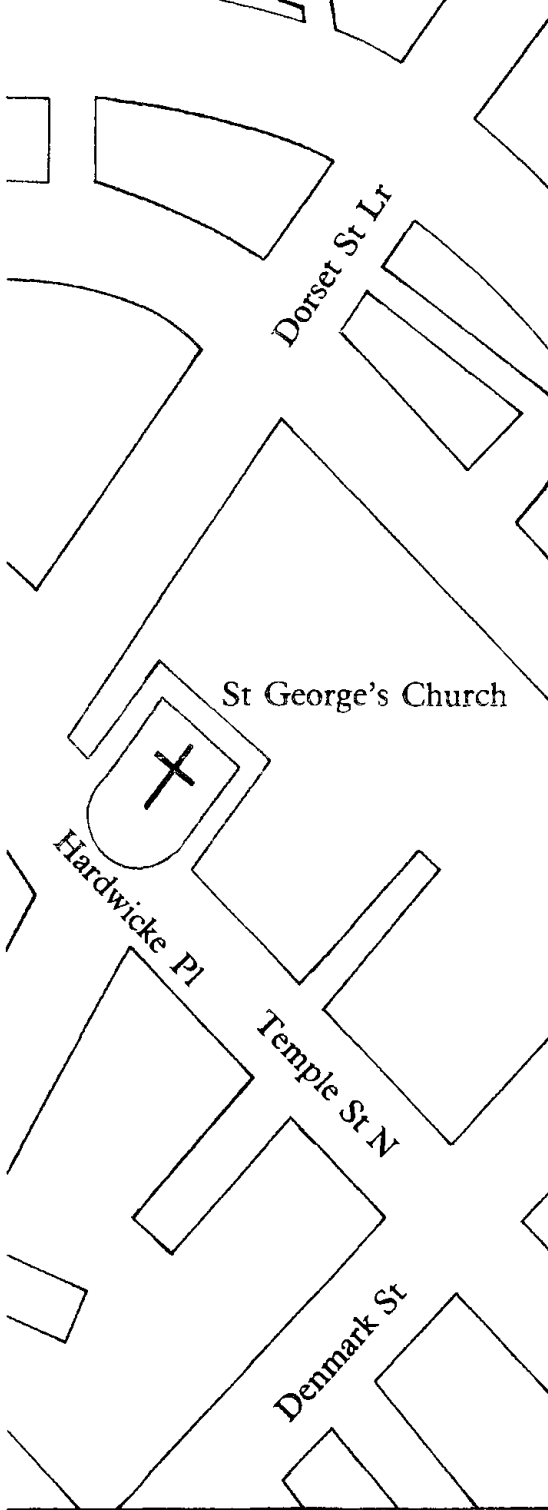 Dorset St Lr
St George's Church
Hardwicke Pl
Temple St N
Denmark St